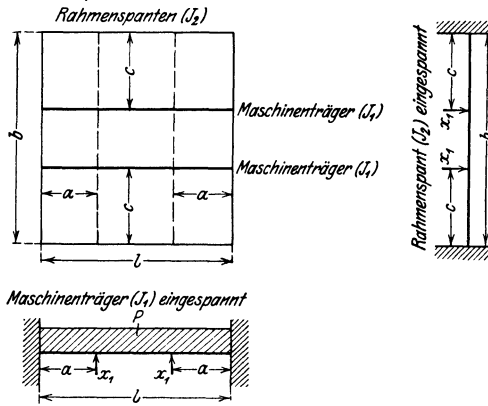 Rahmenspanten (J₂)
c
b
Maschinenträger (J₁)
Maschinenträger (J₁)
a
c
a
l
Rahmenspant (J₂) eingespannt
c
x₁
x₁
c
b
Maschinenträger (J₁) eingespannt
P
a
x₁
x₁
a
l